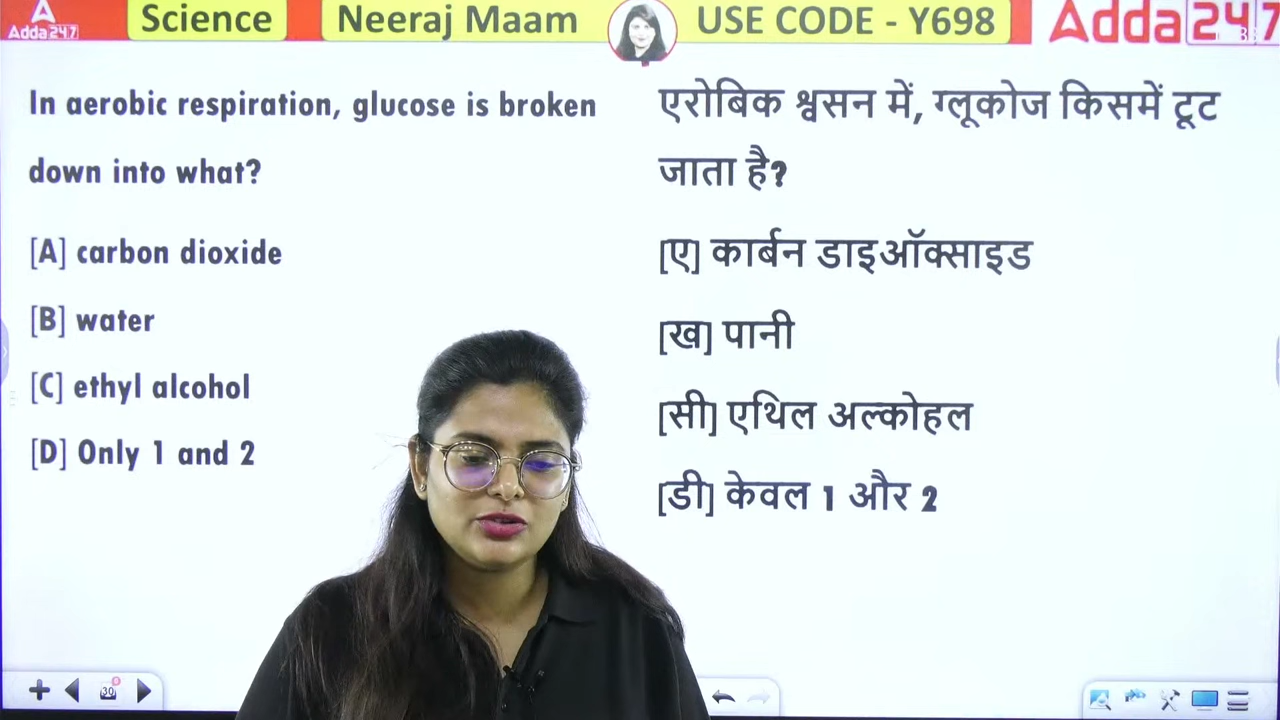 Adda247
Science
Neeraj Maam
USE CODE - Y698
Adda247
In aerobic respiration, glucose is broken
down into what?
[A] carbon dioxide
[B] water
[C] ethyl alcohol
[D] Only 1 and 2
एरोबिक श्वसन में, ग्लूकोज किसमें टूट
जाता है?
[ए] कार्बन डाइऑक्साइड
[ख] पानी
[सी] एथिल अल्कोहल
[डी] केवल 1 और 2
30